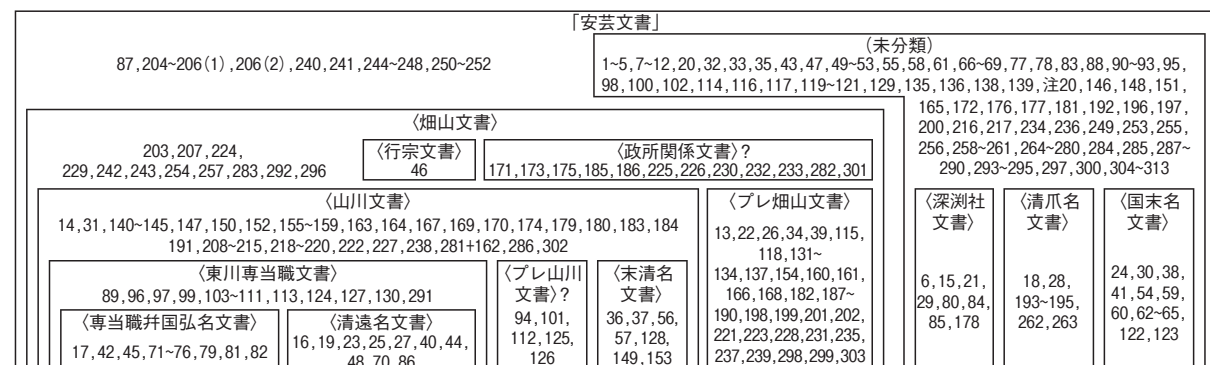 「安芸文書」
87,204~206(1),206(2),240,241,244~248,250~252
(未分類)
1~5,7~12,20,32,33,35,43,47,49~53,55,58,61,66~69,77,78,83,88,90~93,95,
98,100,102,114,116,117,119~121,129,135,136,138,139,注20,146,148,151,
165,172,176,177,181,192,196,197,
200,216,217,234,236,249,253,255,
256,258~261,264~280,284,285,287~
290,293~295,297,300,304~313
〈畑山文書〉
203,207,224,
229,242,243,254,257,283,292,296
〈行宗文書〉
46
〈政所関係文書〉?
171,173,175,185,186,225,226,230,232,233,282,301
〈山川文書〉
14,31,140~145,147,150,152,155~159,163,164,167,169,170,174,179,180,183,184
191,208~215,218~220,222,227,238,281+162,286,302
〈東川専当職文書〉
89,96,97,99,103~111,113,124,127,130,291
〈専当職弁国弘名文書〉
17,42,45,71~76,79,81,82
〈清遠名文書〉
16,19,23,25,27,40,44,
48,70,86
〈プレ山川
文書〉?
94,101,
112,125,
126
〈末清名
文書〉
36,37,56,
57,128,
149,153
〈プレ畑山文書〉
13,22,26,34,39,115,
118,131~
134,137,154,160,161,
166,168,182,187~
190,198,199,201,202,
221,223,228,231,235,
237,239,298,299,303
〈深渕社
文書〉
6,15,21,
29,80,84,
85,178
〈清爪名
文書〉
18,28,
193~195,
262,263
〈国末名
文書〉
24,30,38,
41,54,59,
60,62~65,
122,123